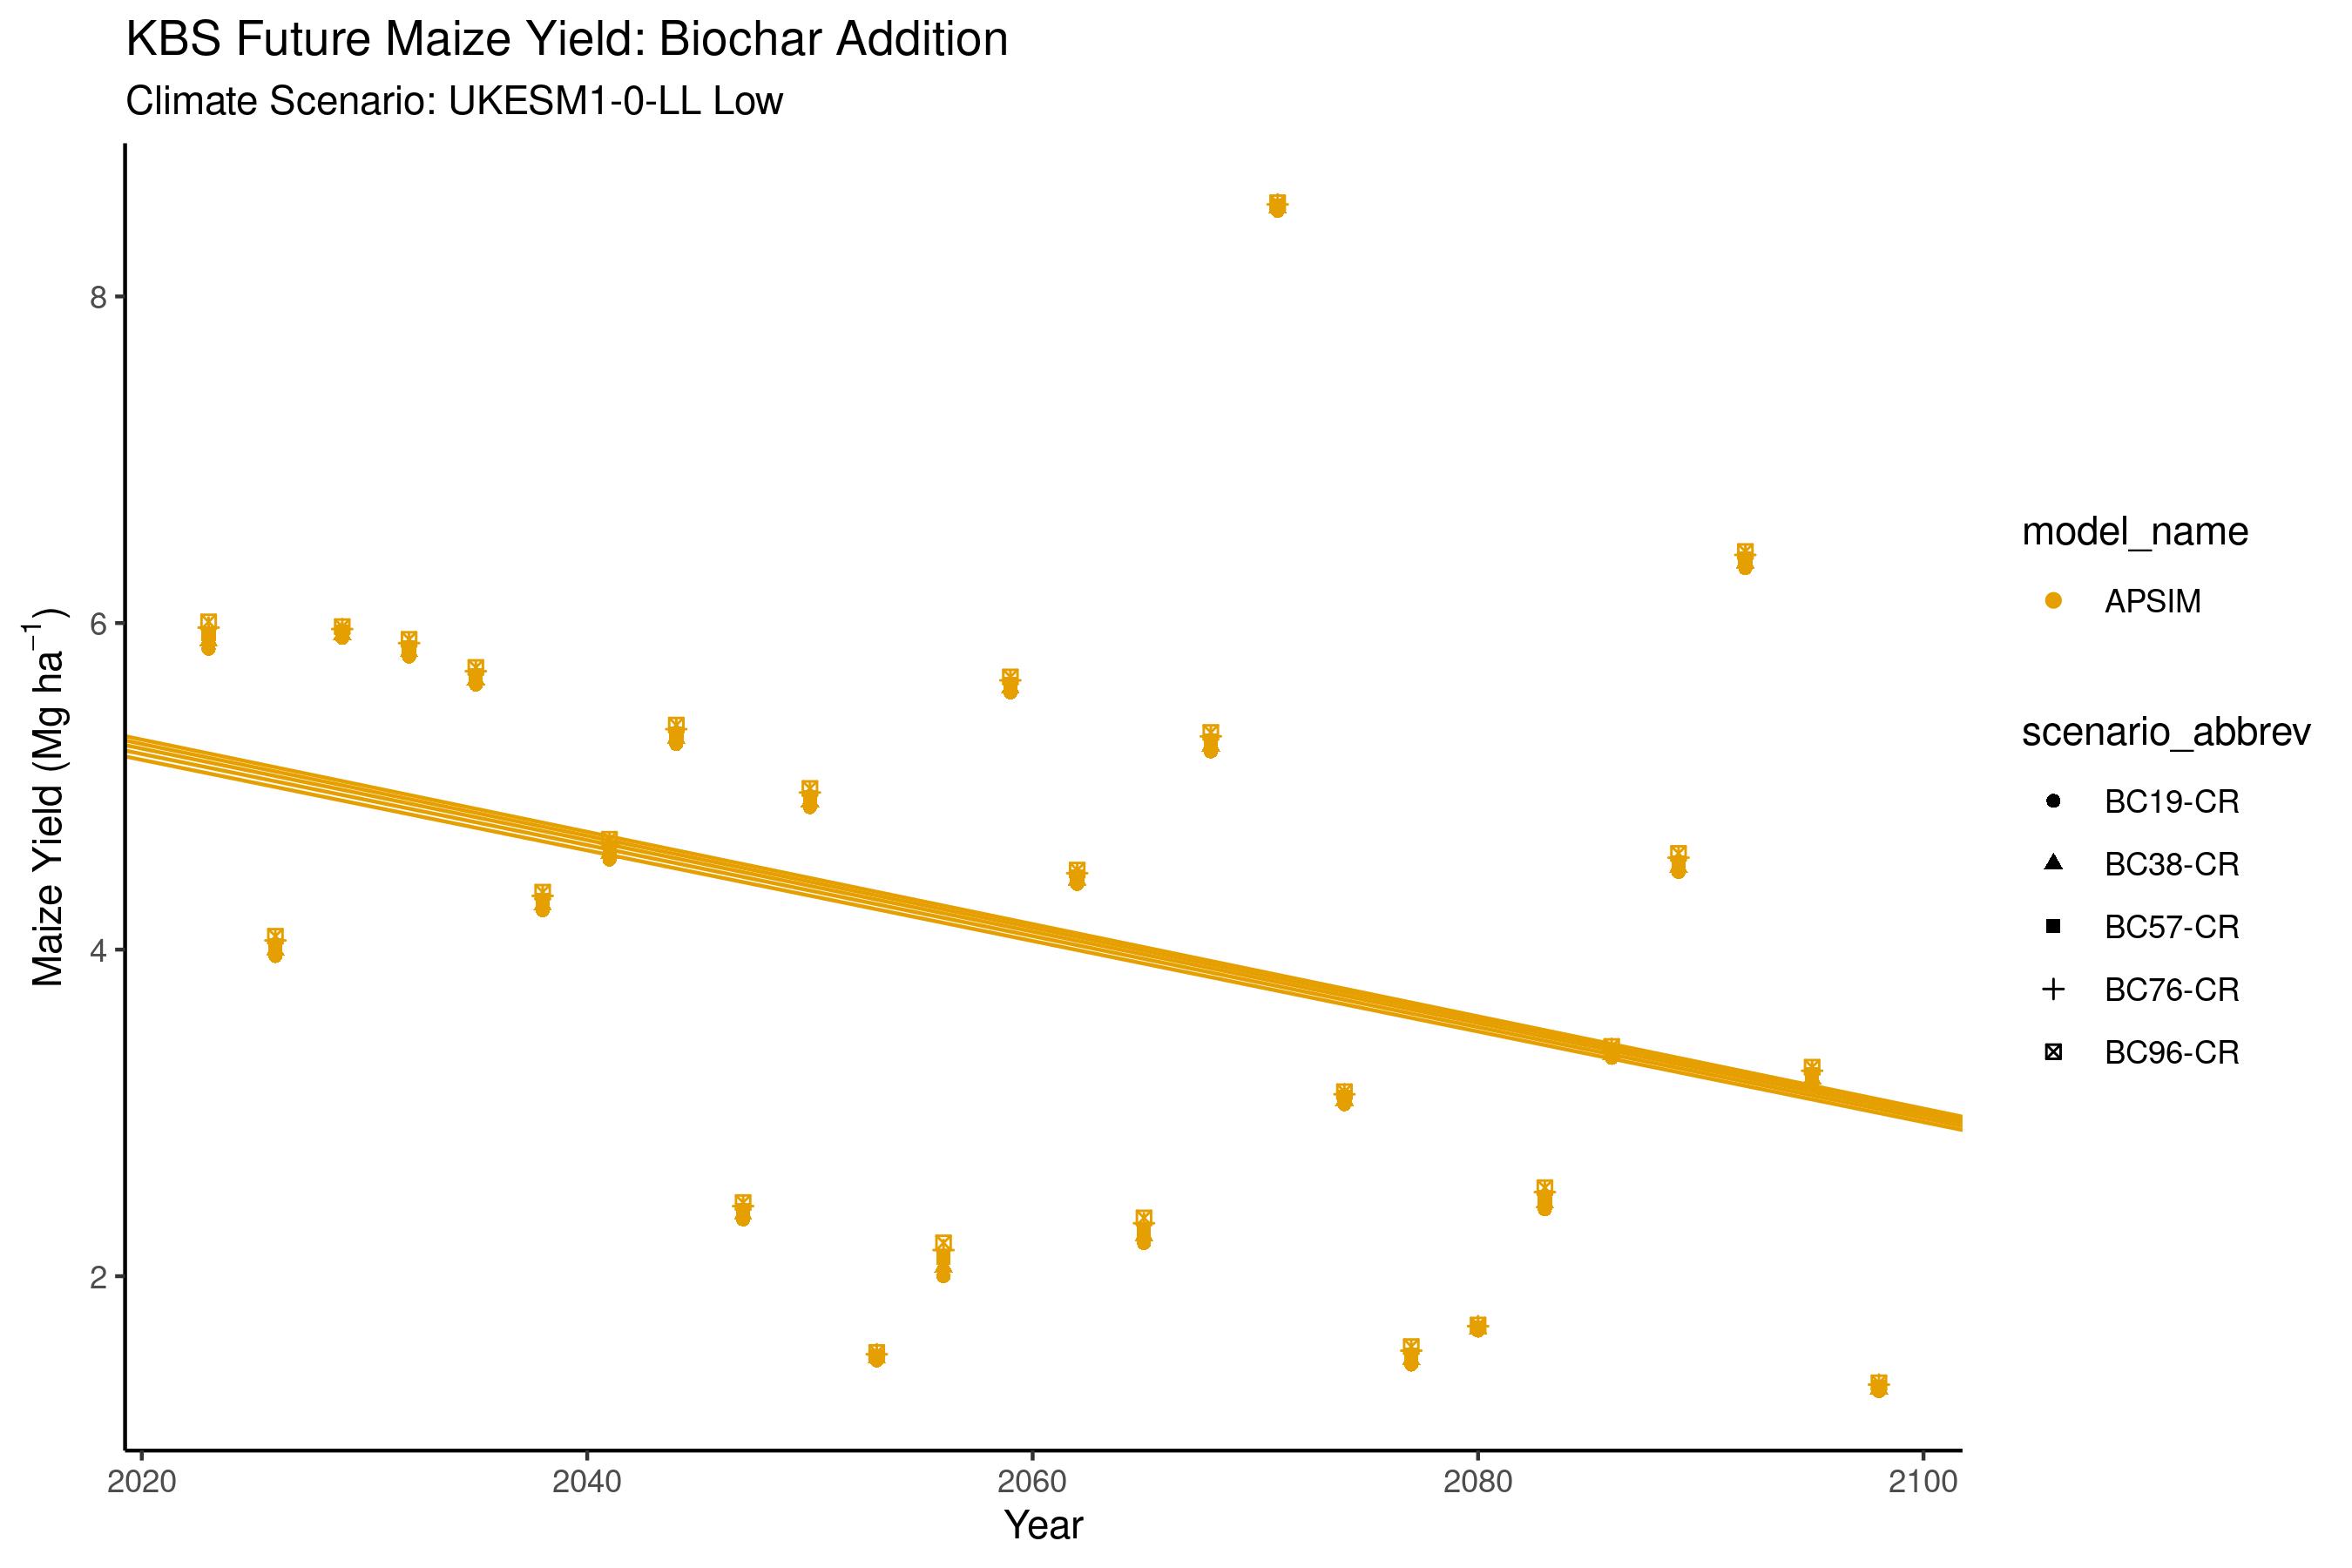 KBS Future Maize Yield: Biochar Addition
Climate Scenario: UKESM1-0-LL Low
Maize Yield (Mg ha⁻¹)
8
6
4
2
2020
2040
2060
2080
2100
Year
model_name
APSIM
scenario_abbrev
BC19-CR
BC38-CR
BC57-CR
BC76-CR
BC96-CR